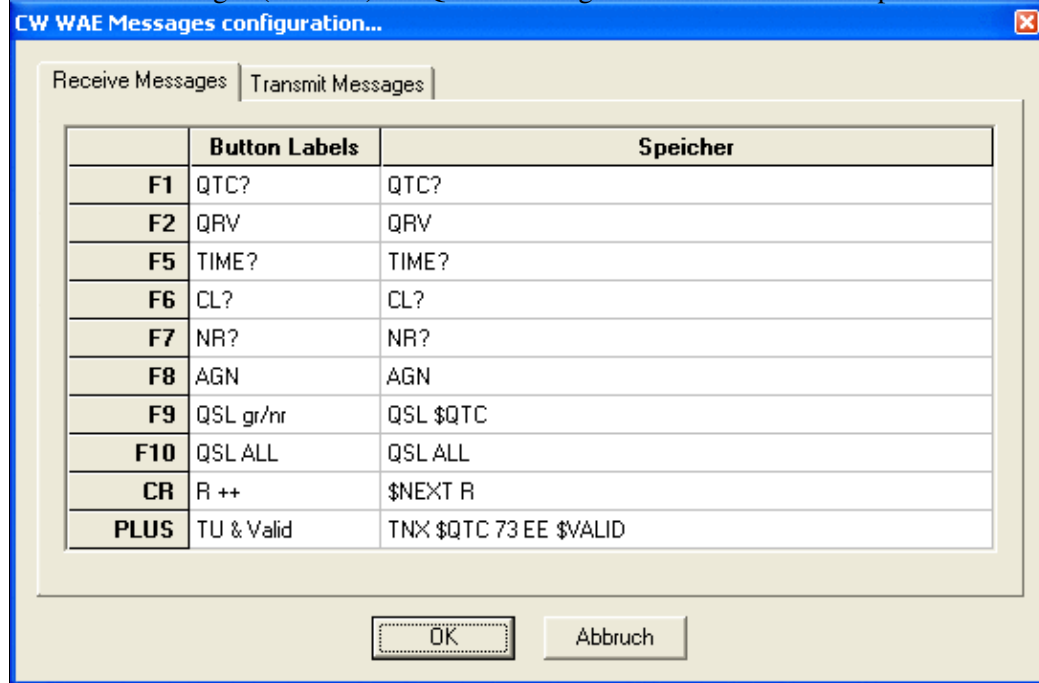 CW WAE Messages configuration...
Receive Messages Transmit Messages
Button Labels Speicher
F1 QTC? QTC?
F2 QRV QRV
F5 TIME? TIME?
F6 CL? CL?
F7 NR? NR?
F8 AGN AGN
F9 QSL gr/nr QSL $QTC
F10 QSL ALL QSL ALL
CR R ++ $NEXT R
PLUS TU & Valid TNX $QTC 73 EE $VALID
OK Abbruch